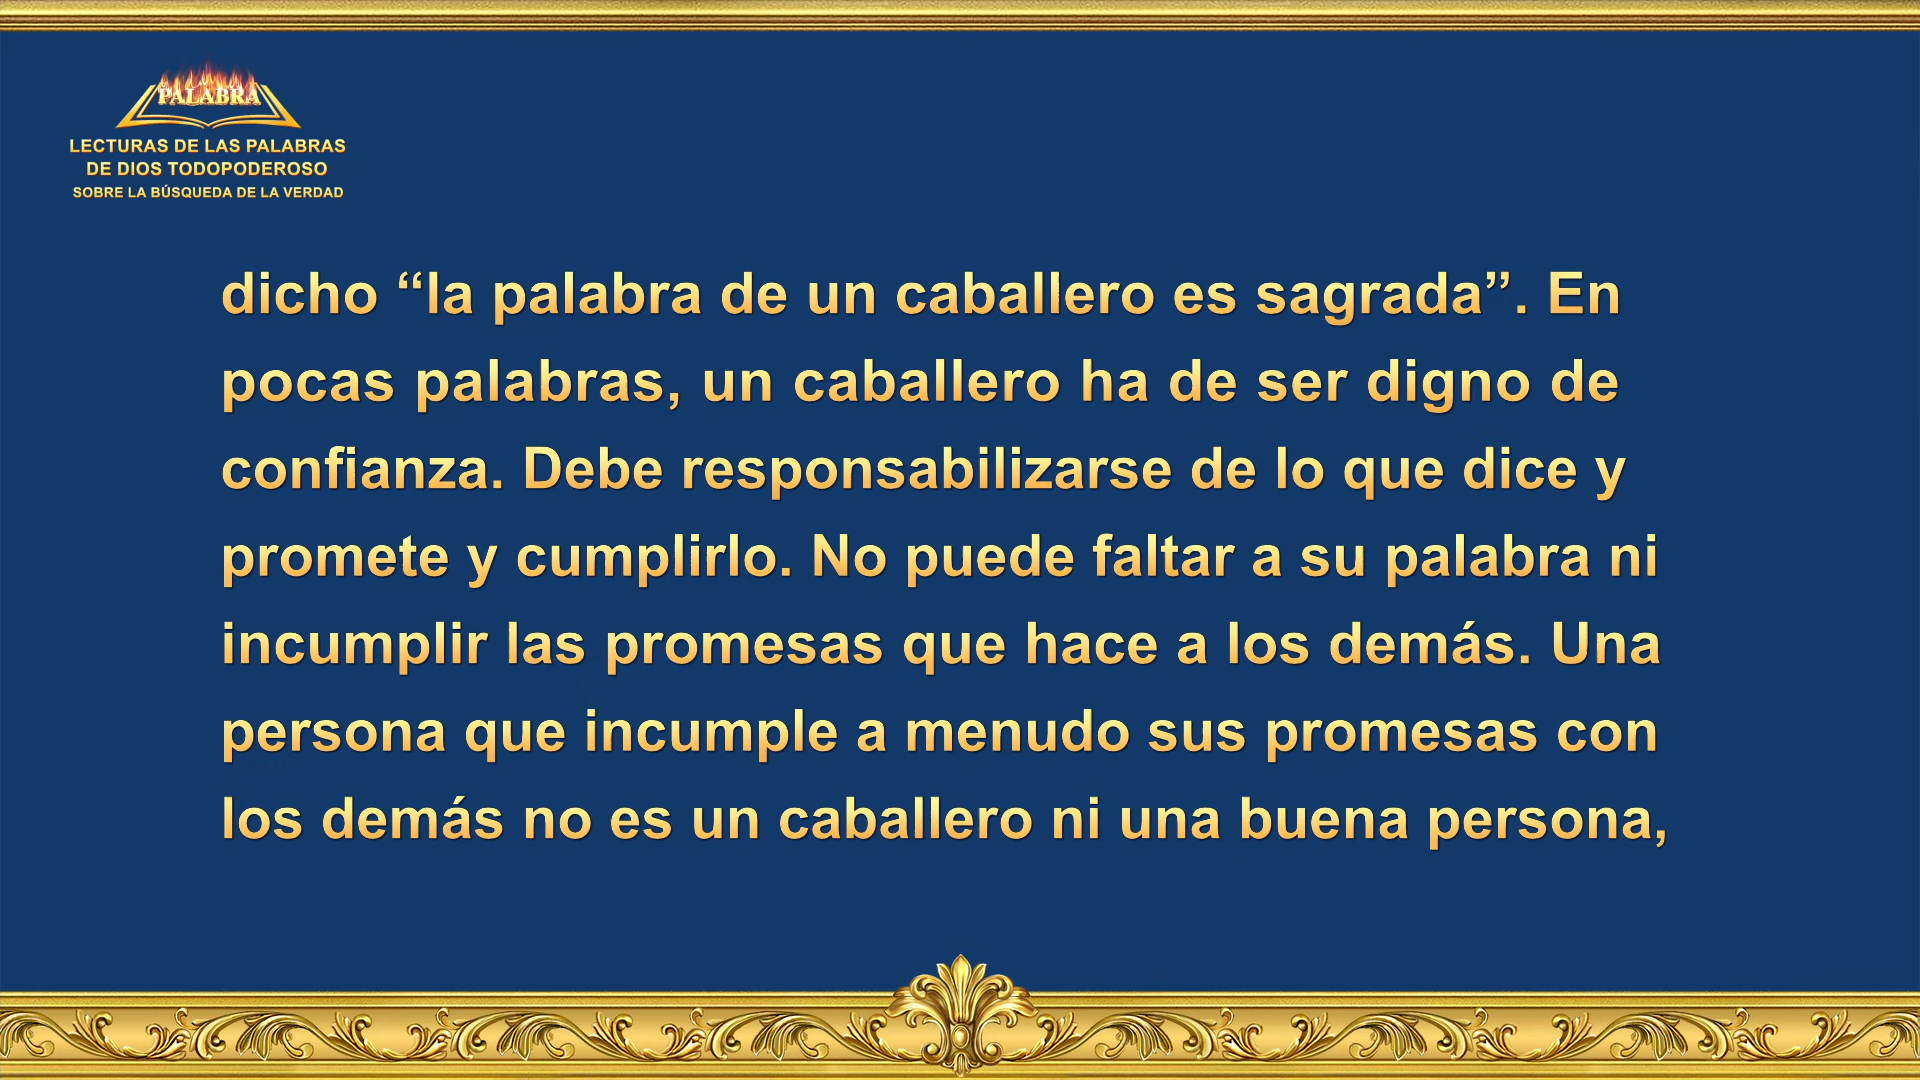 PALABRA
LECTURAS DE LAS PALABRAS
DE DIOS TODOPODEROSO
SOBRE LA BÚSQUEDA DE LA VERDAD
dicho “la palabra de un caballero es sagrada”. En
pocas palabras, un caballero ha de ser digno de
confianza. Debe responsabilizarse de lo que dice y
promete y cumplirlo. No puede faltar a su palabra ni
incumplir las promesas que hace a los demás. Una
persona que incumple a menudo sus promesas con
los demás no es un caballero ni una buena persona,